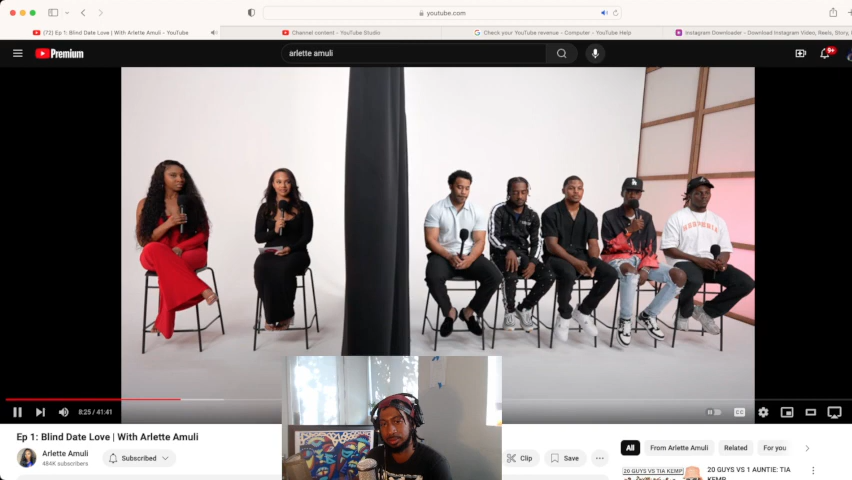 youtube.com
(72) Ep 1: Blind Date Love | With Arlette Amuli - YouTube
Channel content - YouTube Studio
Check your YouTube revenue - Computer - YouTube Help
Instagram Downloader - Download Instagram Video, Reels, Story,
Premium
arlette amuli
9+
8:25 / 41:41
CC
Ep 1: Blind Date Love | With Arlette Amuli
Arlette Amuli
484K subscribers
Subscribed
Clip
Save
All
From Arlette Amuli
Related
For you
20 GUYS VS TIA KEMP
20 GUYS VS 1 AUNTIE: TIA
KEMP